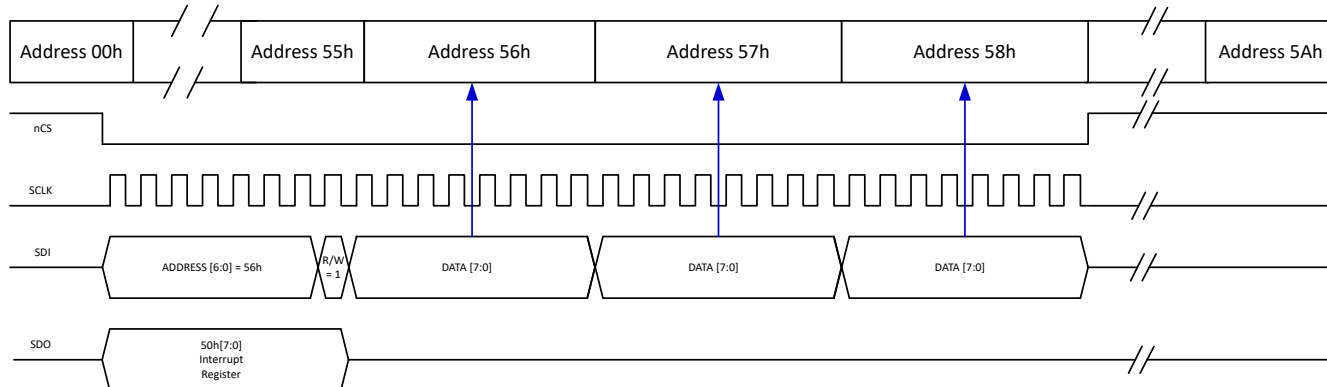 Address 00h
Address 55h
Address 56h
Address 57h
Address 58h
Address 5Ah
nCS
SCLK
SDI
ADDRESS [6:0] = 56h
R/W
= 1
DATA [7:0]
DATA [7:0]
DATA [7:0]
SDO
50h[7:0]
Interrupt
Register